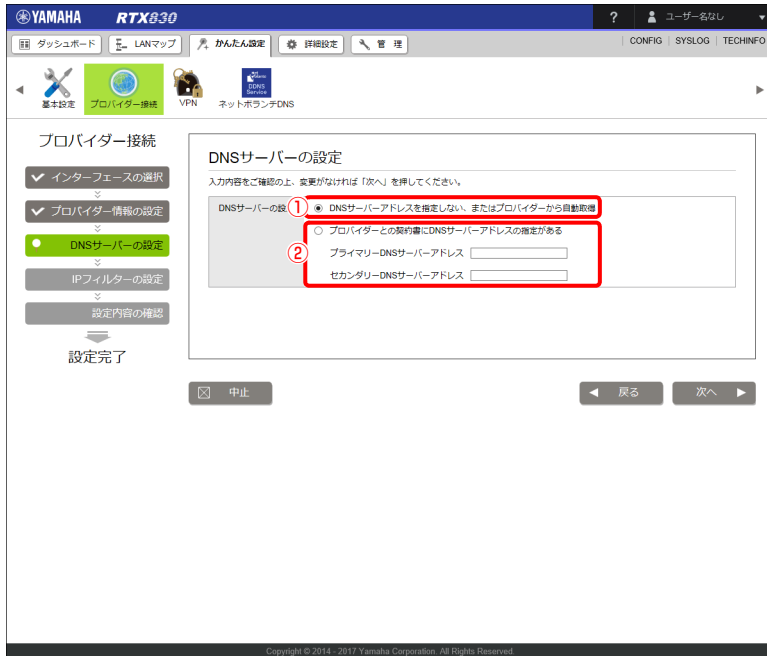 YAMAHA RTX830 ? ユーザー名なし
ダッシュボード LANマップ かんたん設定 詳細設定 管 理 CONFIG SYSLOG TECHINFO
DDNS
Service
基本設定 プロバイダー接続 VPN ネットボランチDNS
プロバイダー接続
インターフェースの選択
プロバイダー情報の設定
DNSサーバーの設定
IPフィルターの設定
設定内容の確認
設定完了
DNSサーバーの設定
入力内容をご確認の上、変更がなければ「次へ」を押してください。
DNSサーバーの設 ① DNSサーバーアドレスを指定しない、またはプロバイダーから自動取得
② プロバイダーとの契約書にDNSサーバーアドレスの指定がある
プライマリーDNSサーバーアドレス
セカンダリーDNSサーバーアドレス
中止 戻る 次へ
Copyright © 2014 - 2017 Yamaha Corporation. All Rights Reserved.